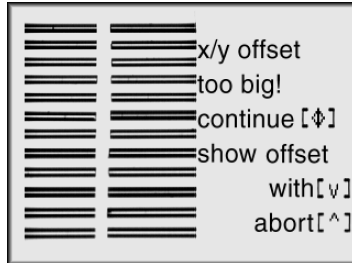 x/y offset
too big!
continue [Φ]
show offset
with[v]
abort[^]